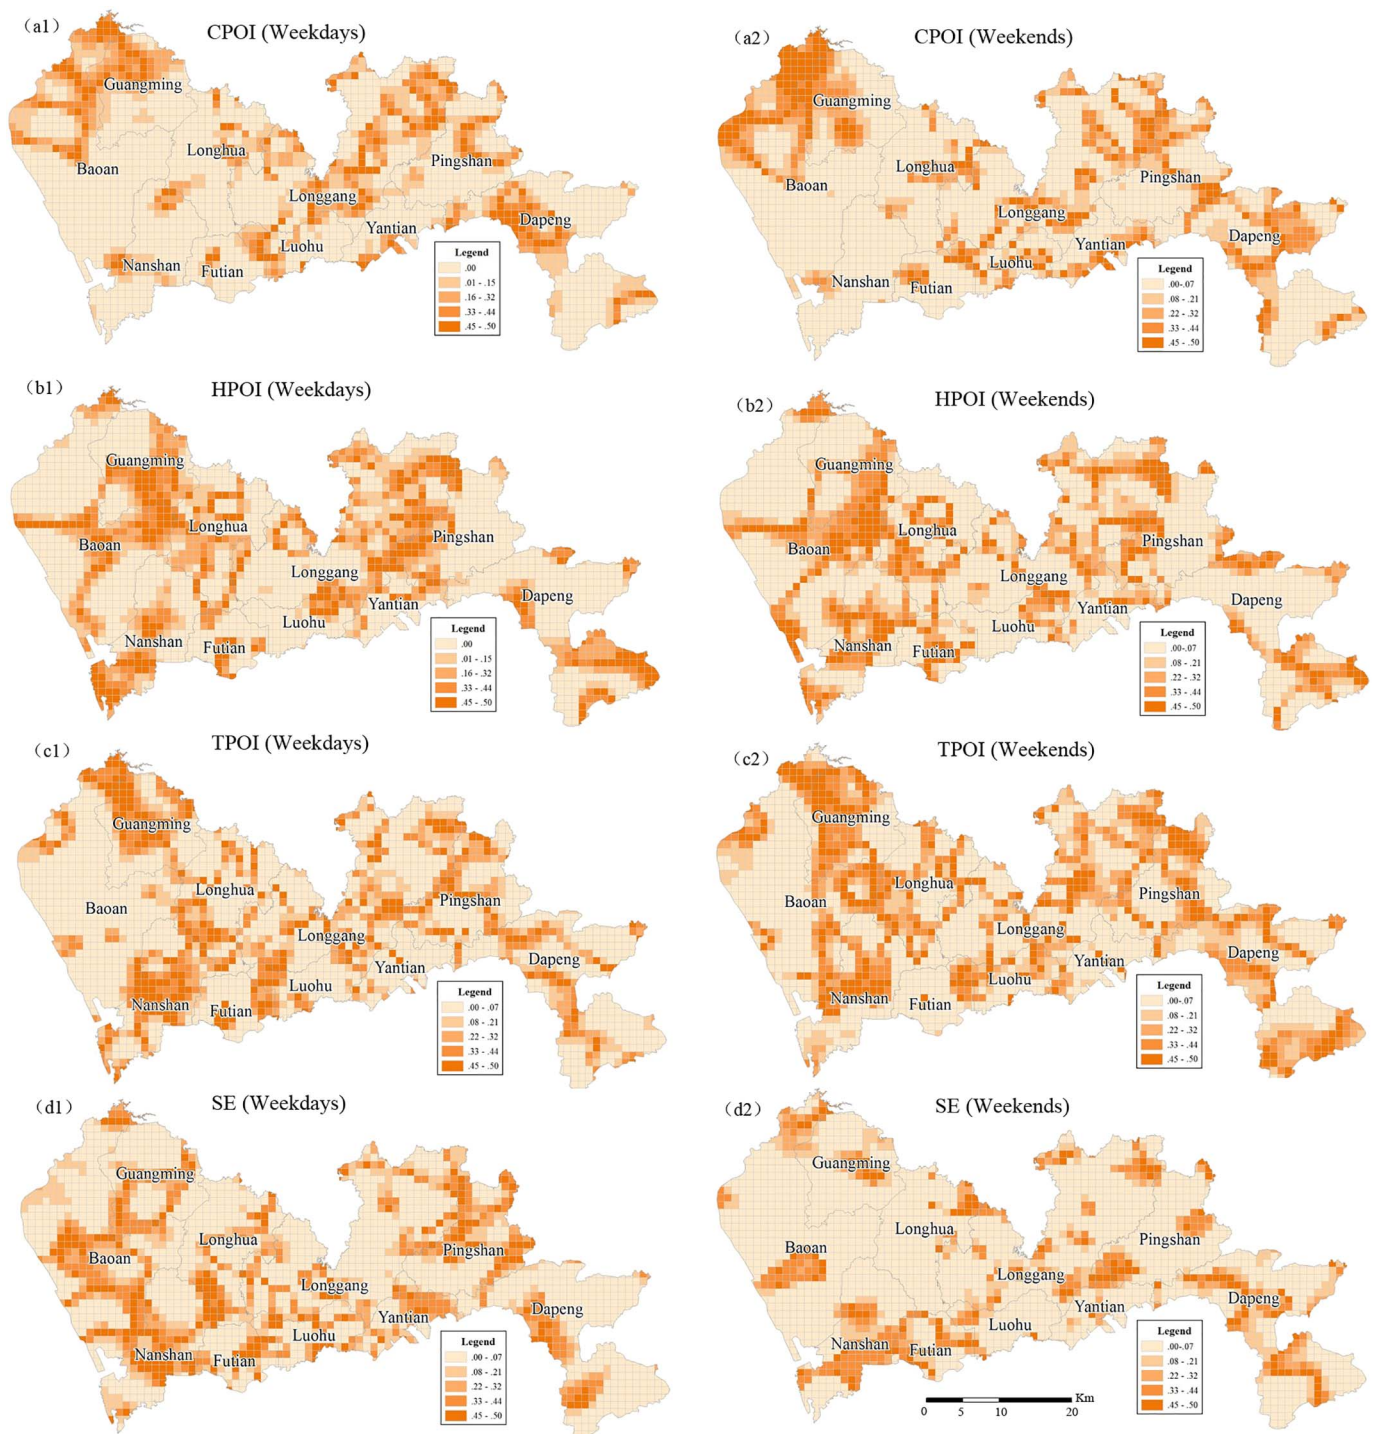 (a1)
CPOI (Weekdays)
Guangming
Baoan
Longhua
Pingshan
Longgang
Dapeng
Yantian
Luohu
Nanshan
Futian
Legend
.00
.01 - .15
.16 - .32
.33 - .44
.45 - .50
(a2)
CPOI (Weekends)
Guangming
Longhua
Baoan
Pingshan
Longgang
Dapeng
Yantian
Luohu
Nanshan
Futian
Legend
.00-.07
.08 - .21
.22 - .32
.33 - .44
.45 - .50
(b1)
HPOI (Weekdays)
Guangming
Longhua
Baoan
Pingshan
Longgang
Dapeng
Yantian
Luohu
Nanshan
Futian
Legend
.00
.01 - .15
.16 - .32
.33 - .44
.45 - .50
(b2)
HPOI (Weekends)
Guangming
Longhua
Baoan
Pingshan
Longgang
Dapeng
Yantian
Luohu
Nanshan
Futian
Legend
.00-.07
.08 - .21
.22 - .32
.33 - .44
.45 - .50
(c1)
TPOI (Weekdays)
Guangming
Longhua
Baoan
Pingshan
Longgang
Dapeng
Yantian
Luohu
Nanshan
Futian
Legend
.00 - .07
.08 - .21
.22 - .32
.33 - .44
.45 - .50
(c2)
TPOI (Weekends)
Guangming
Longhua
Baoan
Pingshan
Longgang
Dapeng
Yantian
Luohu
Nanshan
Futian
Legend
.00-.07
.08 - .21
.22 - .32
.33 - .44
.45 - .50
(d1)
SE (Weekdays)
Guangming
Longhua
Baoan
Pingshan
Longgang
Dapeng
Yantian
Luohu
Nanshan
Futian
Legend
.00 - .07
.08 - .21
.22 - .32
.33 - .44
.45 - .50
(d2)
SE (Weekends)
Guangming
Longhua
Baoan
Pingshan
Longgang
Dapeng
Yantian
Luohu
Nanshan
Futian
Legend
.00-.07
.08 - .21
.22 - .32
.33 - .44
.45 - .50
Km
0 5 10 20